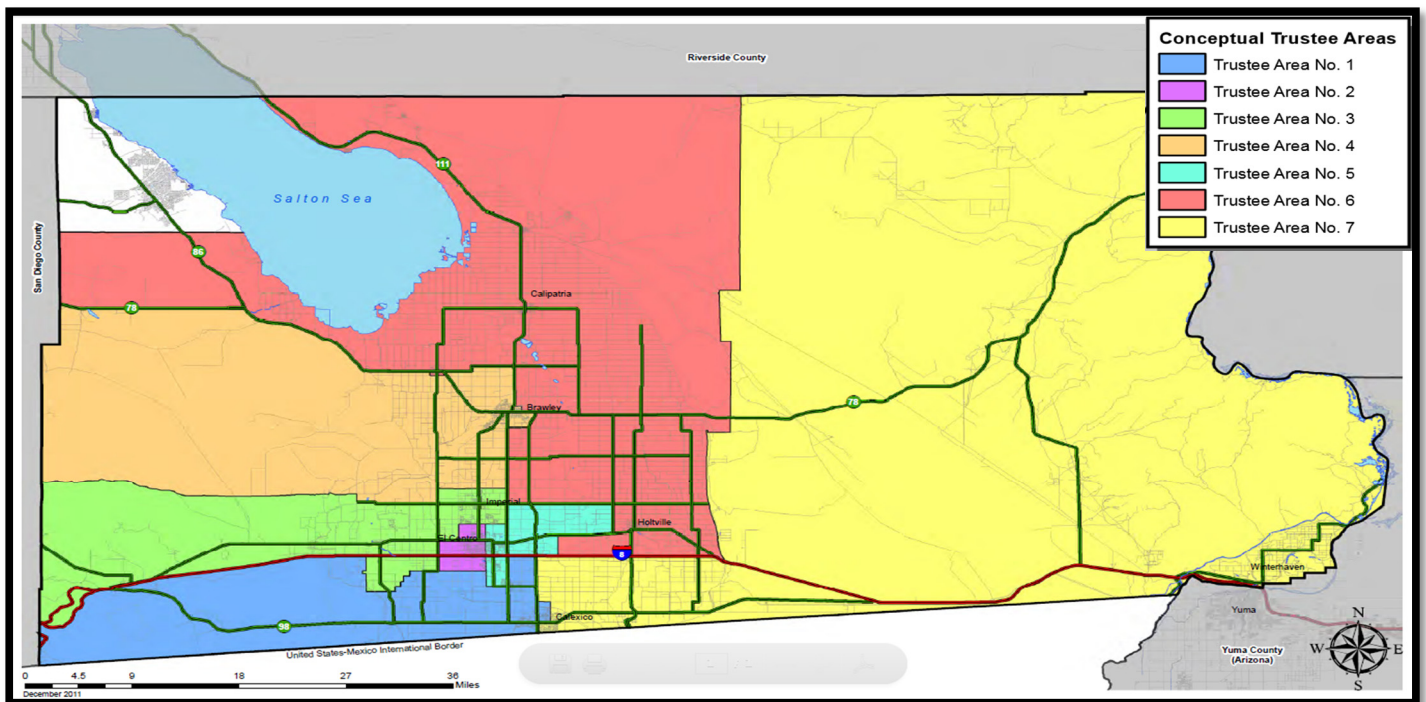 Riverside County
Conceptual Trustee Areas
Trustee Area No. 1
Trustee Area No. 2
Trustee Area No. 3
Trustee Area No. 4
Trustee Area No. 5
Trustee Area No. 6
Trustee Area No. 7
111
Salton Sea
San Diego County
86
78
Calipatria
78
Brawley
Imperial
El Centro
Holtville
8
Winterhaven
98
Calexico
Yuma
N
W E
S
United States-Mexico International Border
Yuma County
(Arizona)
0 4.5 9 18 27 36
Miles
December 2011